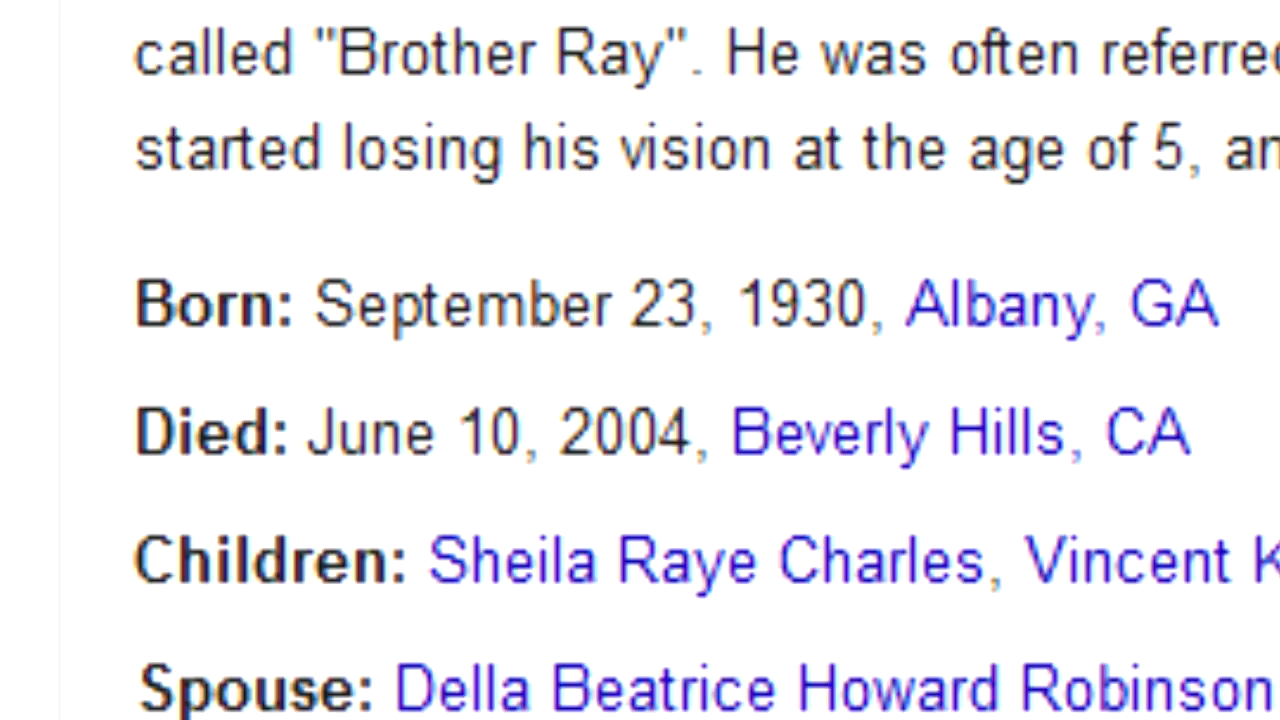 called "Brother Ray". He was often referred
started losing his vision at the age of 5, an
Born: September 23, 1930, Albany, GA
Died: June 10, 2004, Beverly Hills, CA
Children: Sheila Raye Charles, Vincent K
Spouse: Della Beatrice Howard Robinson